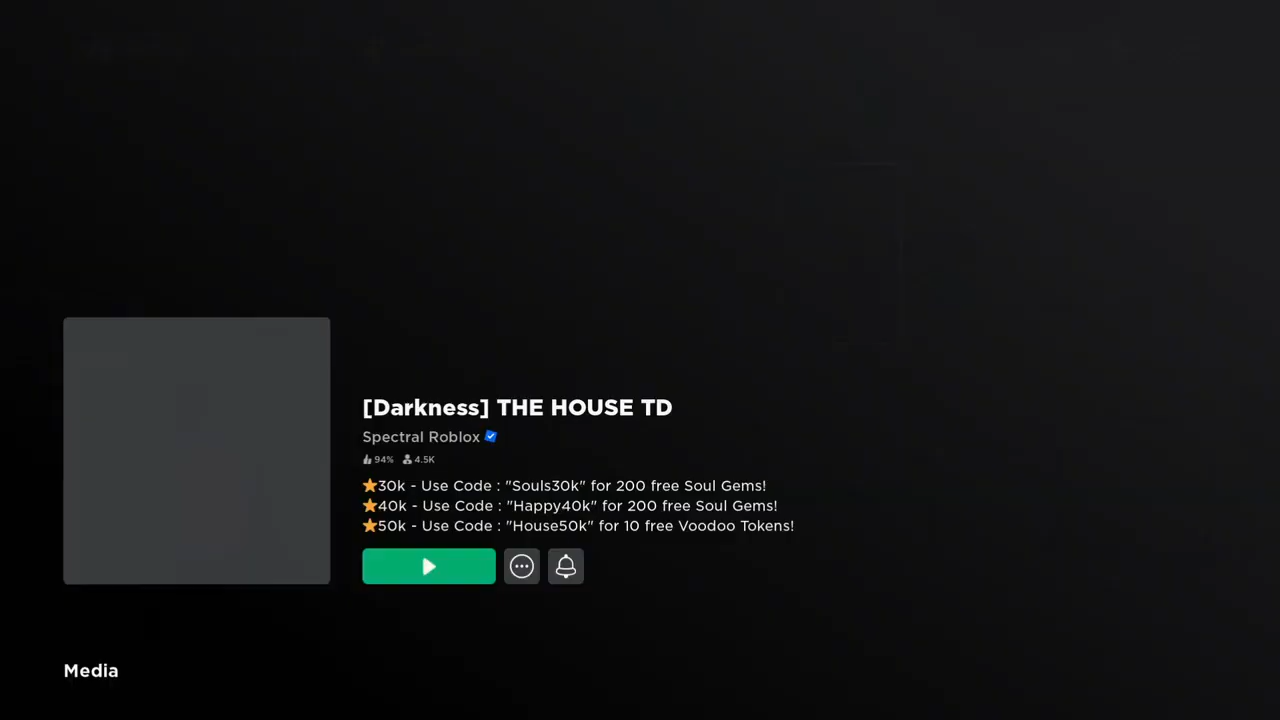 [Darkness] THE HOUSE TD
Spectral Roblox
94% 4.5K
⭐30k - Use Code : "Souls30k" for 200 free Soul Gems!
⭐40k - Use Code : "Happy40k" for 200 free Soul Gems!
⭐50k - Use Code : "House50k" for 10 free Voodoo Tokens!
Media